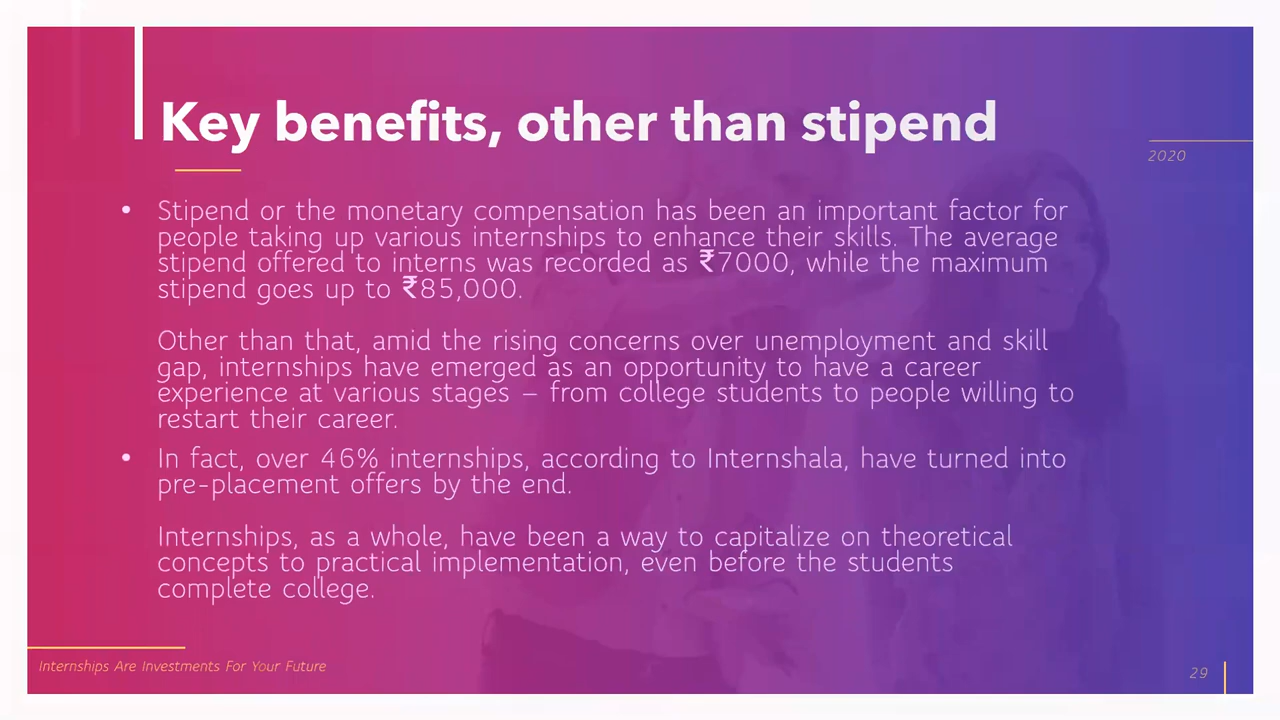 Key benefits, other than stipend
2020
• Stipend or the monetary compensation has been an important factor for
people taking up various internships to enhance their skills. The average
stipend offered to interns was recorded as ₹7000, while the maximum
stipend goes up to ₹85,000.
Other than that, amid the rising concerns over unemployment and skill
gap, internships have emerged as an opportunity to have a career
experience at various stages – from college students to people willing to
restart their career.
• In fact, over 46% internships, according to Internshala, have turned into
pre-placement offers by the end.
Internships, as a whole, have been a way to capitalize on theoretical
concepts to practical implementation, even before the students
complete college.
Internships Are Investments For Your Future
29